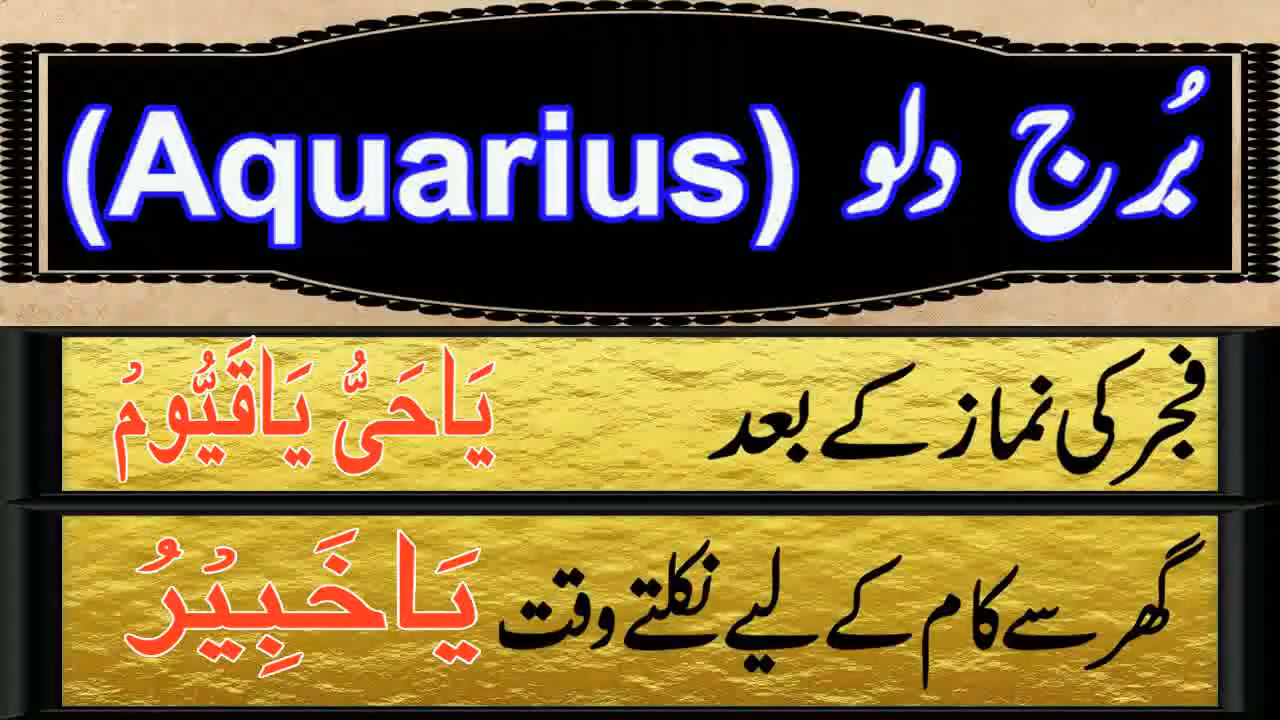 بُرج دلو (Aquarius)
فجر کی نماز کے بعد یَاحَیُّ یَاقَیُّومُ
گھر سے کام کے لیے نکلتے وقت یَاخَبِیْرُ